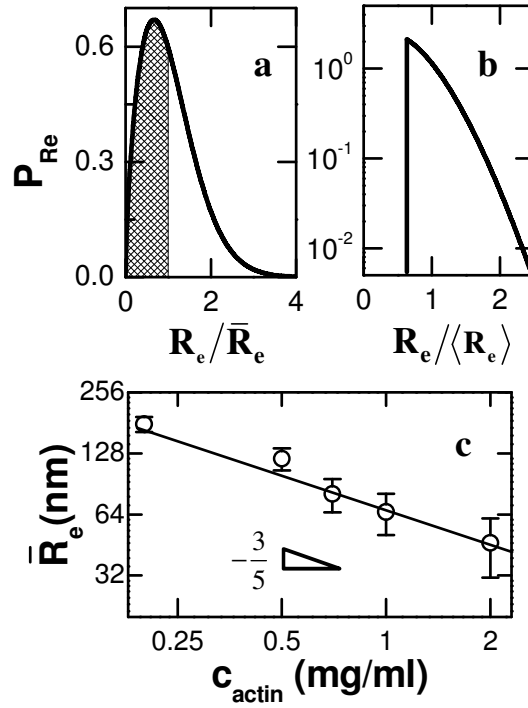 a
b
P_Re
0.6
0.3
0.0
0 2 4
R_e/R̄_e
10^0
10^-1
10^-2
0 1 2
R_e/⟨R_e⟩
c
R̄_e(nm)
256
128
64
32
-3/5
0.25 0.5 1 2
c_actin (mg/ml)